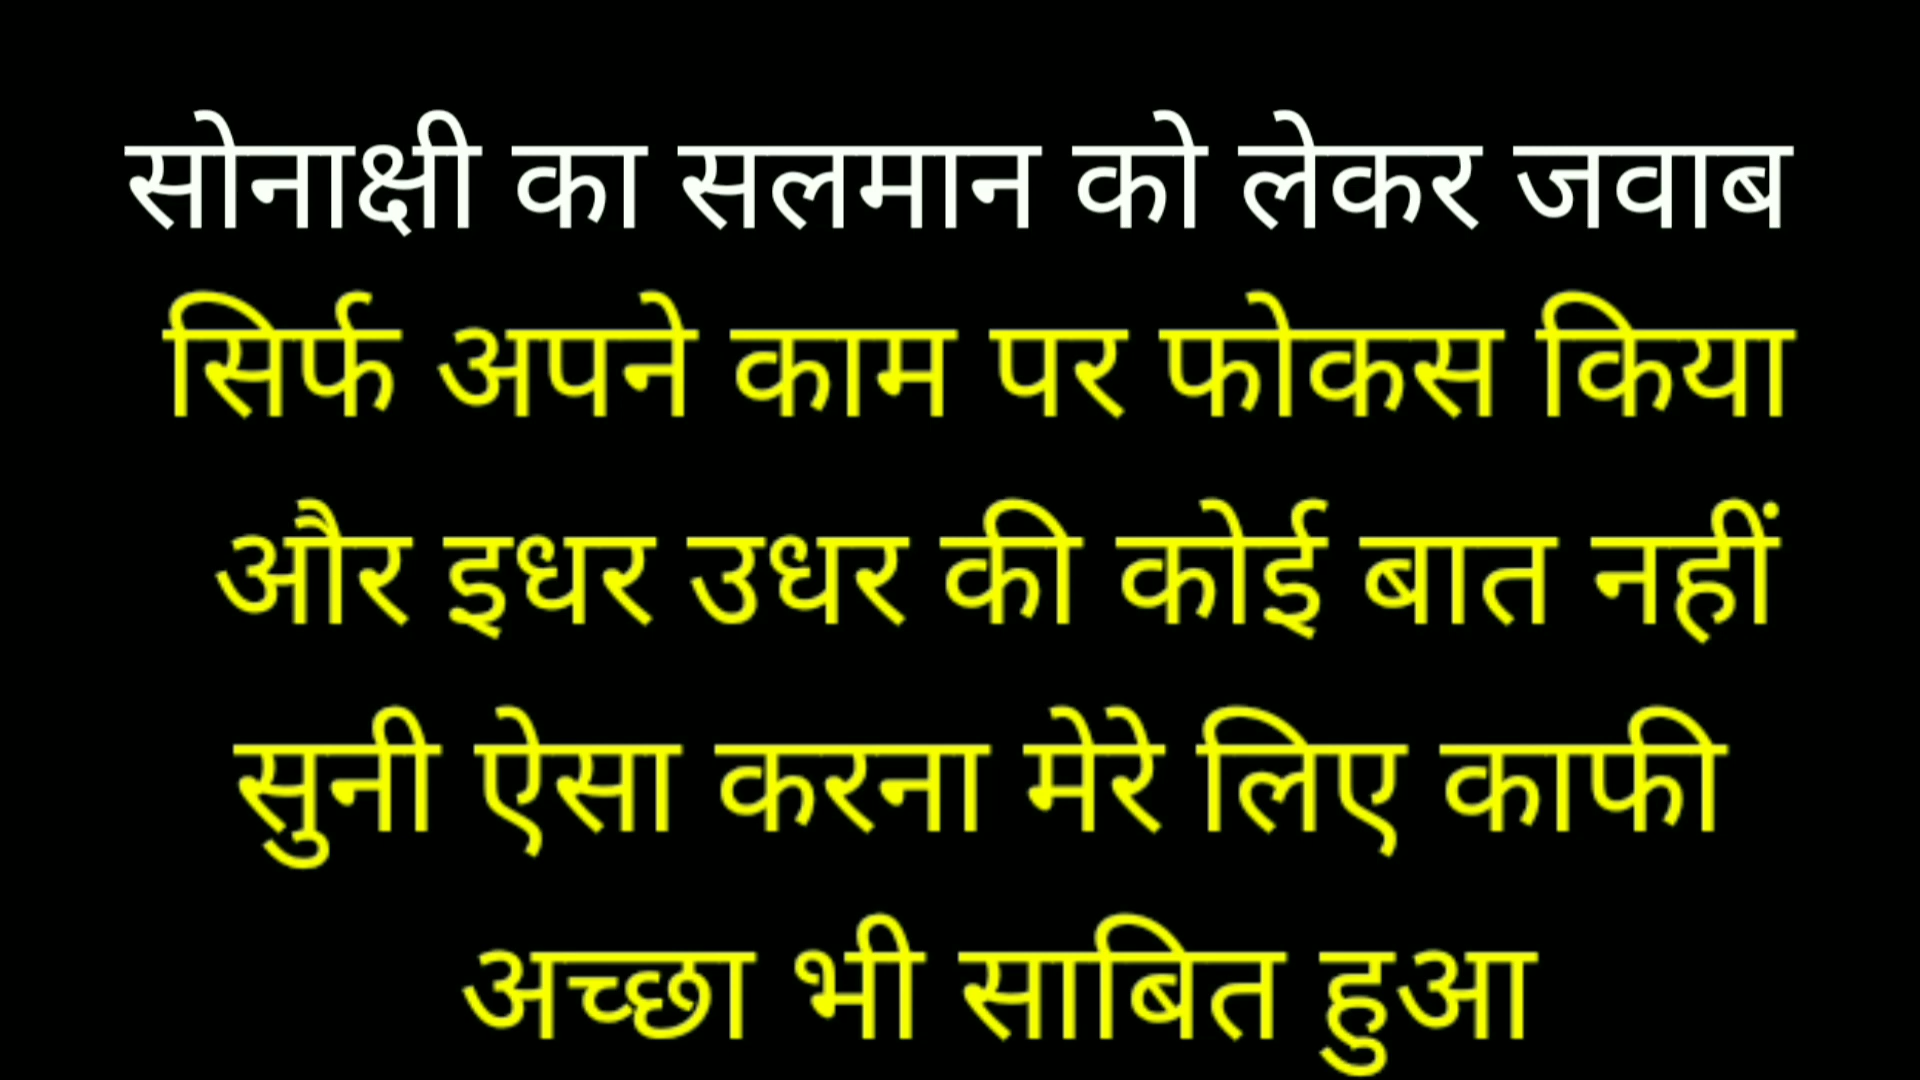 सोनाक्षी का सलमान को लेकर जवाब
सिर्फ अपने काम पर फोकस किया
और इधर उधर की कोई बात नहीं
सुनी ऐसा करना मेरे लिए काफी
अच्छा भी साबित हुआ